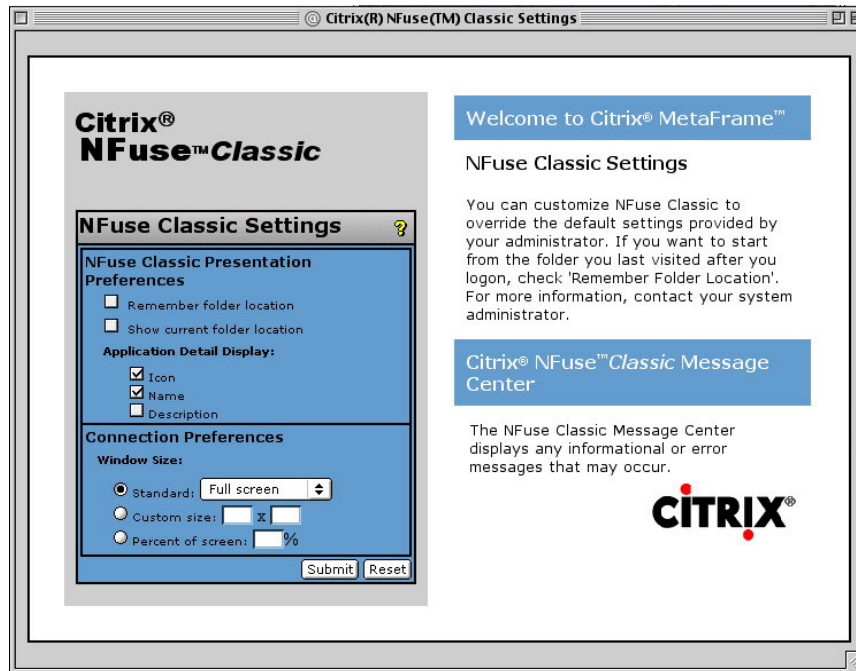 Citrix(R) NFuse(TM) Classic Settings
Citrix®
NFuse™Classic
NFuse Classic Settings ?
NFuse Classic Presentation
Preferences
Remember folder location
Show current folder location
Application Detail Display:
Icon
Name
Description
Connection Preferences
Window Size:
Standard: Full screen
Custom size: x
Percent of screen: %
Submit Reset
Welcome to Citrix® MetaFrame™
NFuse Classic Settings
You can customize NFuse Classic to
override the default settings provided by
your administrator. If you want to start
from the folder you last visited after you
logon, check 'Remember Folder Location'.
For more information, contact your system
administrator.
Citrix® NFuse™Classic Message
Center
The NFuse Classic Message Center
displays any informational or error
messages that may occur.
CiTRIX®